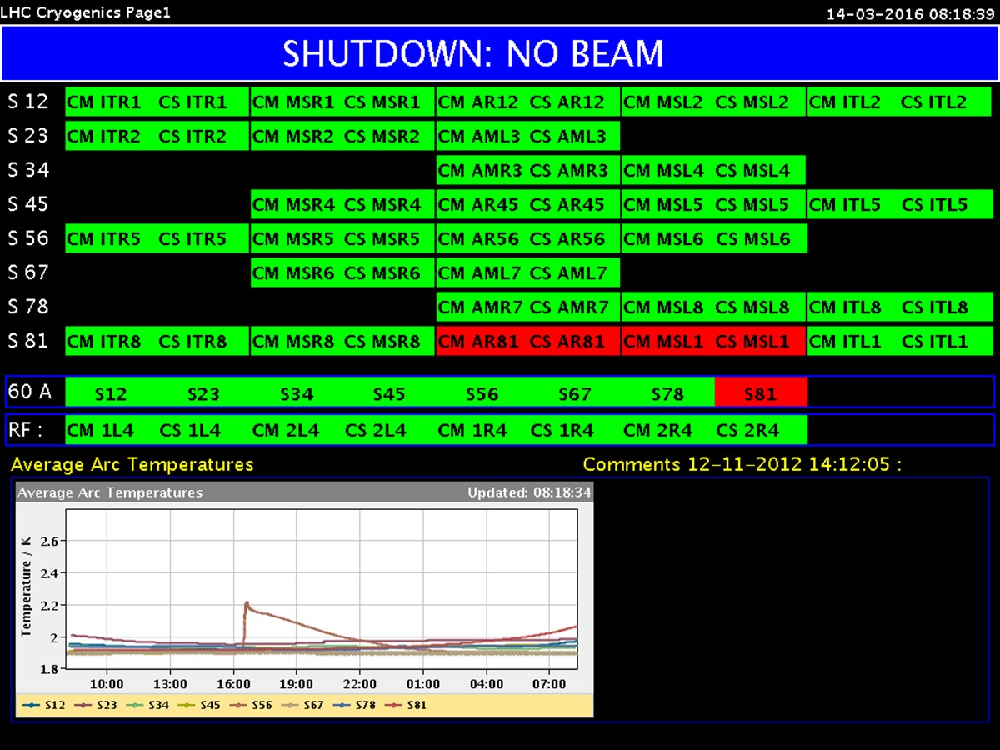 LHC Cryogenics Page1 14-03-2016 08:18:39
SHUTDOWN: NO BEAM
S 12 CM ITR1 CS ITR1 CM MSR1 CS MSR1 CM AR12 CS AR12 CM MSL2 CS MSL2 CM ITL2 CS ITL2
S 23 CM ITR2 CS ITR2 CM MSR2 CS MSR2 CM AML3 CS AML3
S 34 CM AMR3 CS AMR3 CM MSL4 CS MSL4
S 45 CM MSR4 CS MSR4 CM AR45 CS AR45 CM MSL5 CS MSL5 CM ITL5 CS ITL5
S 56 CM ITR5 CS ITR5 CM MSR5 CS MSR5 CM AR56 CS AR56 CM MSL6 CS MSL6
S 67 CM MSR6 CS MSR6 CM AML7 CS AML7
S 78 CM AMR7 CS AMR7 CM MSL8 CS MSL8 CM ITL8 CS ITL8
S 81 CM ITR8 CS ITR8 CM MSR8 CS MSR8 CM AR81 CS AR81 CM MSL1 CS MSL1 CM ITL1 CS ITL1
60 A S12 S23 S34 S45 S56 S67 S78 S81
RF : CM 1L4 CS 1L4 CM 2L4 CS 2L4 CM 1R4 CS 1R4 CM 2R4 CS 2R4
Average Arc Temperatures Comments 12-11-2012 14:12:05 :
Average Arc Temperatures Updated: 08:18:34
Temperature / K
2.6
2.4
2.2
2
1.8
10:00 13:00 16:00 19:00 22:00 01:00 04:00 07:00
S12 S23 S34 S45 S56 S67 S78 S81